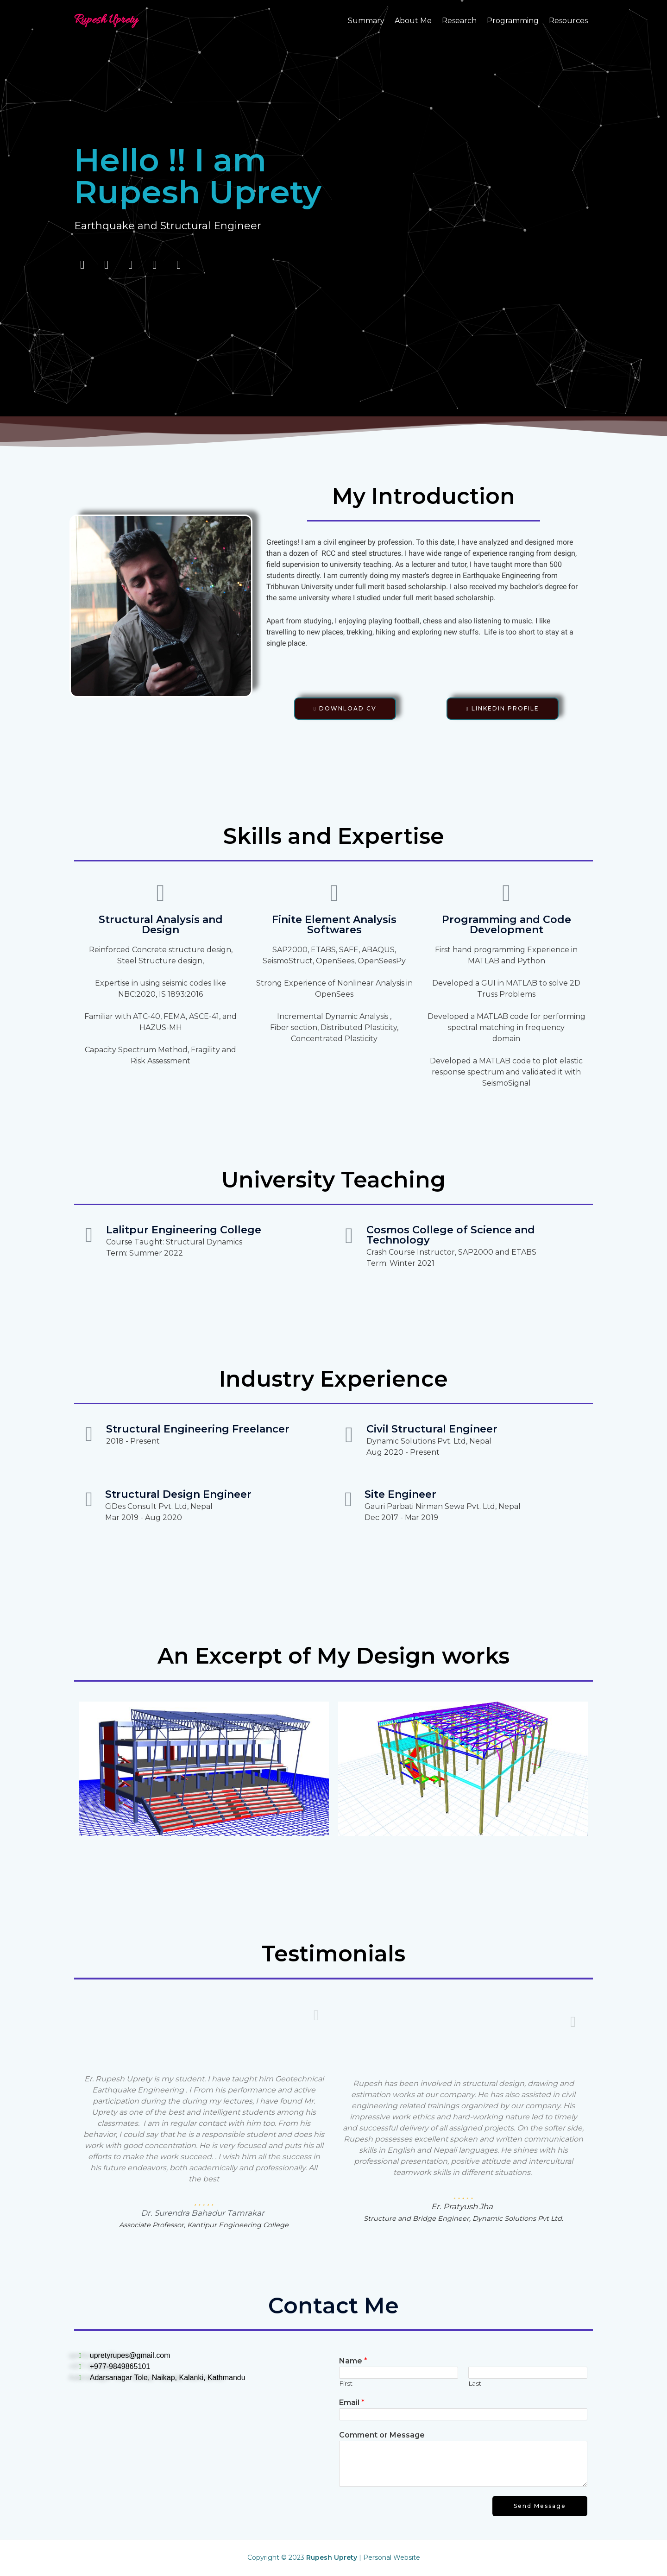 Rupesh Uprety
Summary
About Me
Research
Programming
Resources
Hello !! I am
Rupesh Uprety
Earthquake and Structural Engineer
My Introduction
Greetings! I am a civil engineer by profession. To this date, I have analyzed and designed more
than a dozen of  RCC and steel structures. I have wide range of experience ranging from design,
field supervision to university teaching. As a lecturer and tutor, I have taught more than 500
students directly. I am currently doing my master's degree in Earthquake Engineering from
Tribhuvan University under full merit based scholarship. I also received my bachelor's degree for
the same university where I studied under full merit based scholarship.
Apart from studying, I enjoying playing football, chess and also listening to music. I like
travelling to new places, trekking, hiking and exploring new stuffs.  Life is too short to stay at a
single place.
DOWNLOAD CV
LINKEDIN PROFILE
Skills and Expertise
Structural Analysis and
Design
Reinforced Concrete structure design,
Steel Structure design,
Expertise in using seismic codes like
NBC:2020, IS 1893:2016
Familiar with ATC-40, FEMA, ASCE-41, and
HAZUS-MH
Capacity Spectrum Method, Fragility and
Risk Assessment
Finite Element Analysis
Softwares
SAP2000, ETABS, SAFE, ABAQUS,
SeismoStruct, OpenSees, OpenSeesPy
Strong Experience of Nonlinear Analysis in
OpenSees
Incremental Dynamic Analysis ,
Fiber section, Distributed Plasticity,
Concentrated Plasticity
Programming and Code
Development
First hand programming Experience in
MATLAB and Python
Developed a GUI in MATLAB to solve 2D
Truss Problems
Developed a MATLAB code for performing
spectral matching in frequency
domain
Developed a MATLAB code to plot elastic
response spectrum and validated it with
SeismoSignal
University Teaching
Lalitpur Engineering College
Course Taught: Structural Dynamics
Term: Summer 2022
Cosmos College of Science and
Technology
Crash Course Instructor, SAP2000 and ETABS
Term: Winter 2021
Industry Experience
Structural Engineering Freelancer
2018 - Present
Civil Structural Engineer
Dynamic Solutions Pvt. Ltd, Nepal
Aug 2020 - Present
Structural Design Engineer
CiDes Consult Pvt. Ltd, Nepal
Mar 2019 - Aug 2020
Site Engineer
Gauri Parbati Nirman Sewa Pvt. Ltd, Nepal
Dec 2017 - Mar 2019
An Excerpt of My Design works
Testimonials
Er. Rupesh Uprety is my student. I have taught him Geotechnical
Earthquake Engineering . I From his performance and active
participation during the during my lectures, I have found Mr.
Uprety as one of the best and intelligent students among his
classmates.  I am in regular contact with him too. From his
behavior, I could say that he is a responsible student and does his
work with good concentration. He is very focused and puts his all
efforts to make the work succeed. . I wish him all the success in
his future endeavors, both academically and professionally. All
the best
Dr. Surendra Bahadur Tamrakar
Associate Professor, Kantipur Engineering College
Rupesh has been involved in structural design, drawing and
estimation works at our company. He has also assisted in civil
engineering related trainings organized by our company. His
impressive work ethics and hard-working nature led to timely
and successful delivery of all assigned projects. On the softer side,
Rupesh possesses excellent spoken and written communication
skills in English and Nepali languages. He shines with his
professional presentation, positive attitude and intercultural
teamwork skills in different situations.
Er. Pratyush Jha
Structure and Bridge Engineer, Dynamic Solutions Pvt Ltd.
Contact Me
upretyrupes@gmail.com
+977-9849865101
Adarsanagar Tole, Naikap, Kalanki, Kathmandu
Name *
First
Last
Email *
Comment or Message
Send Message
Copyright © 2023 Rupesh Uprety | Personal Website